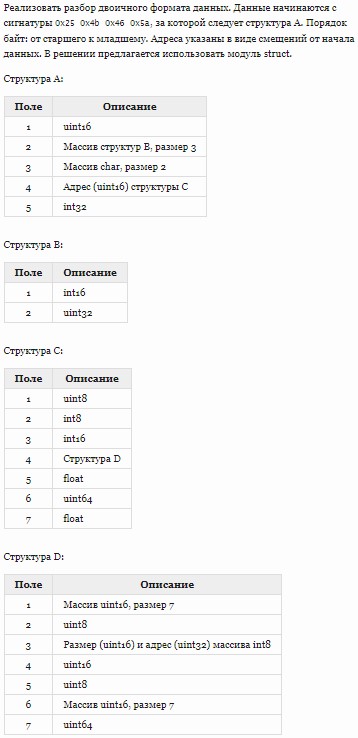 Реализовать разбор двоичного формата данных. Данные начинаются с
сигнатуры 0x25 0x4b 0x46 0x5a, за которой следует структура A. Порядок
байт: от старшего к младшему. Адреса указаны в виде смещений от начала
данных. В решении предлагается использовать модуль struct.
Структура A:
Поле Описание
1 uint16
2 Массив структур B, размер 3
3 Массив char, размер 2
4 Адрес (uint16) структуры C
5 int32
Структура B:
Поле Описание
1 int16
2 uint32
Структура C:
Поле Описание
1 uint8
2 int8
3 int16
4 Структура D
5 float
6 uint64
7 float
Структура D:
Поле Описание
1 Массив uint16, размер 7
2 uint8
3 Размер (uint16) и адрес (uint32) массива int8
4 uint16
5 uint8
6 Массив uint16, размер 7
7 uint64